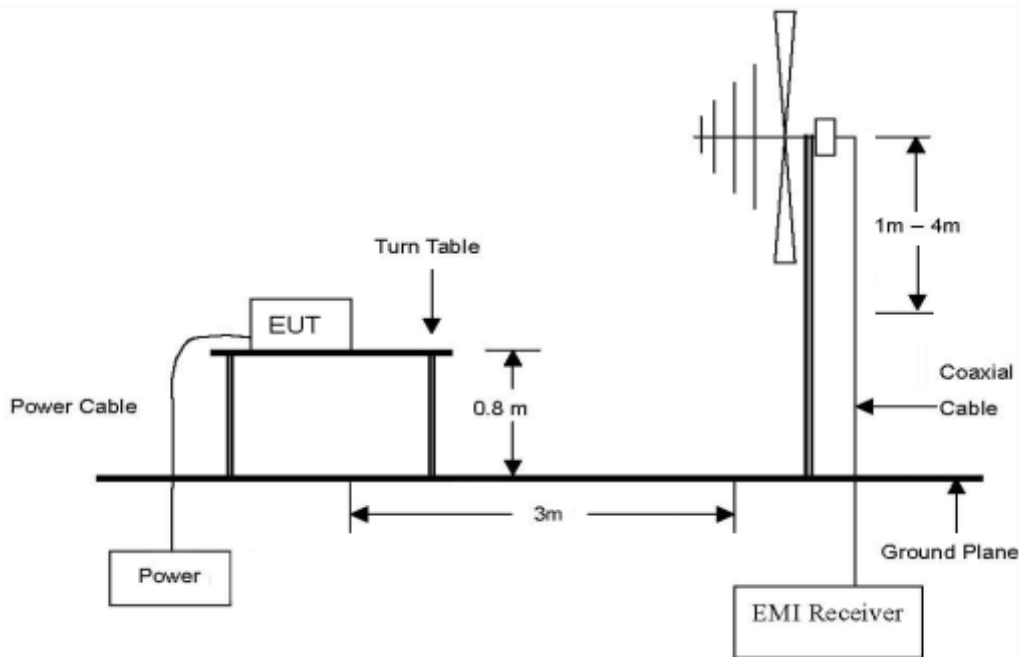 1m – 4m
Turn Table
EUT
Coaxial
Cable
Power Cable
0.8 m
3m
Ground Plane
Power
EMI Receiver